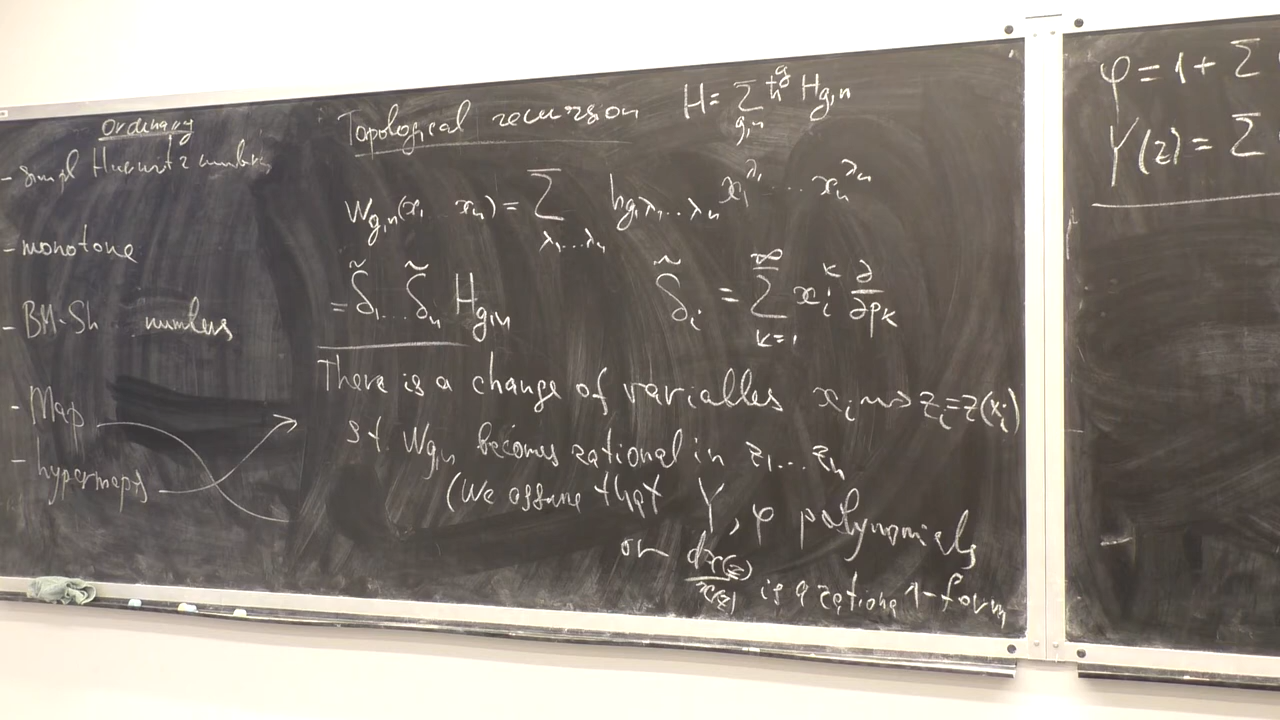 Ordinary
- Simpl Hurwitz numbers
- monotone
- BM-Sh numbers
- Map
- hypermaps
Topological recursion H = ∑_{g,n} ħ^g H_{g,n}
W_{g,n}(x_1 x_n) = ∑_{λ_1...λ_n} h_{g,λ_1...λ_n} x_1^{λ_1} ... x_n^{λ_n}
= δ̃_1 ... δ̃_n H_{g,n} δ̃_i = ∑_{k=1}^∞ x_i^k ∂/∂p_k
There is a change of variables x_i ⇝ z_i = z(x_i)
st. W_{g,n} becomes rational in z_1 ... z_n
(We assume that Y, φ polynomials
or dx(z)/x(z) is a rational 1-form
φ = 1 + ∑
Y(z) = ∑